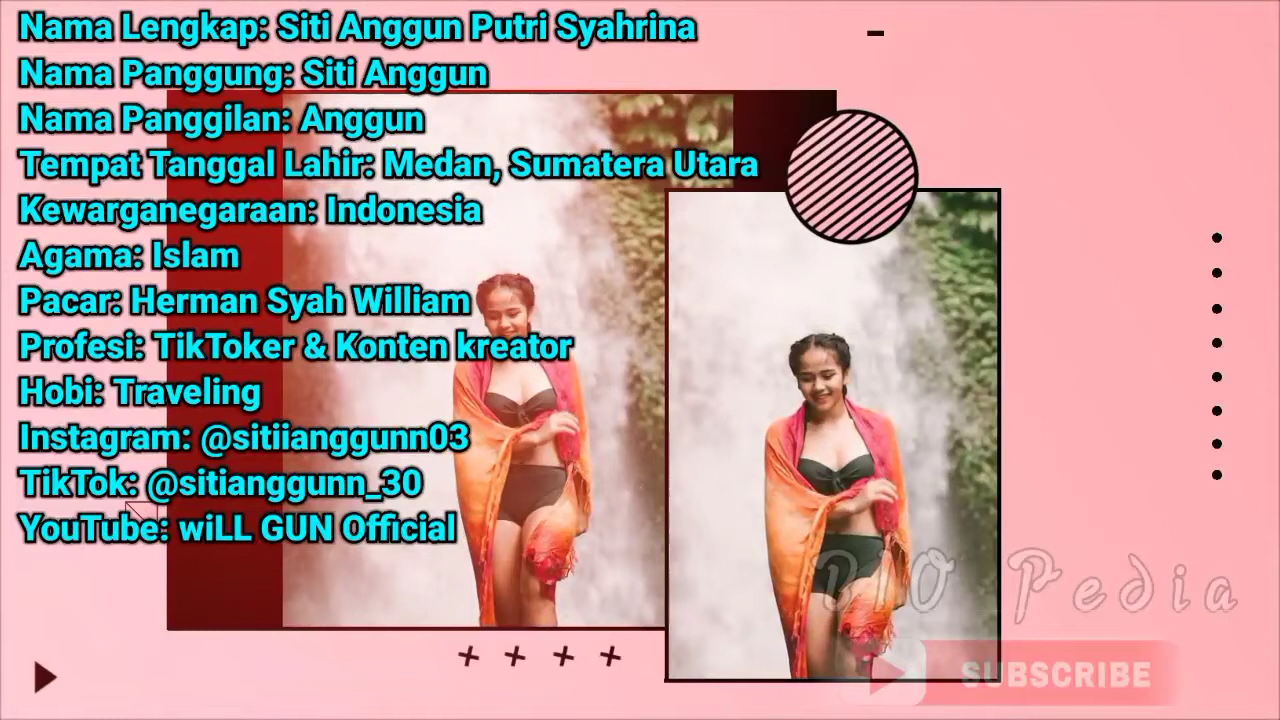 Nama Lengkap: Siti Anggun Putri Syahrina
Nama Panggung: Siti Anggun
Nama Panggilan: Anggun
Tempat Tanggal Lahir: Medan, Sumatera Utara
Kewarganegaraan: Indonesia
Agama: Islam
Pacar: Herman Syah William
Profesi: TikToker & Konten kreator
Hobi: Traveling
Instagram: @sitiianggunn03
TikTok: @sitianggunn_30
YouTube: wiLL GUN Official
BIO Pedia
SUBSCRIBE